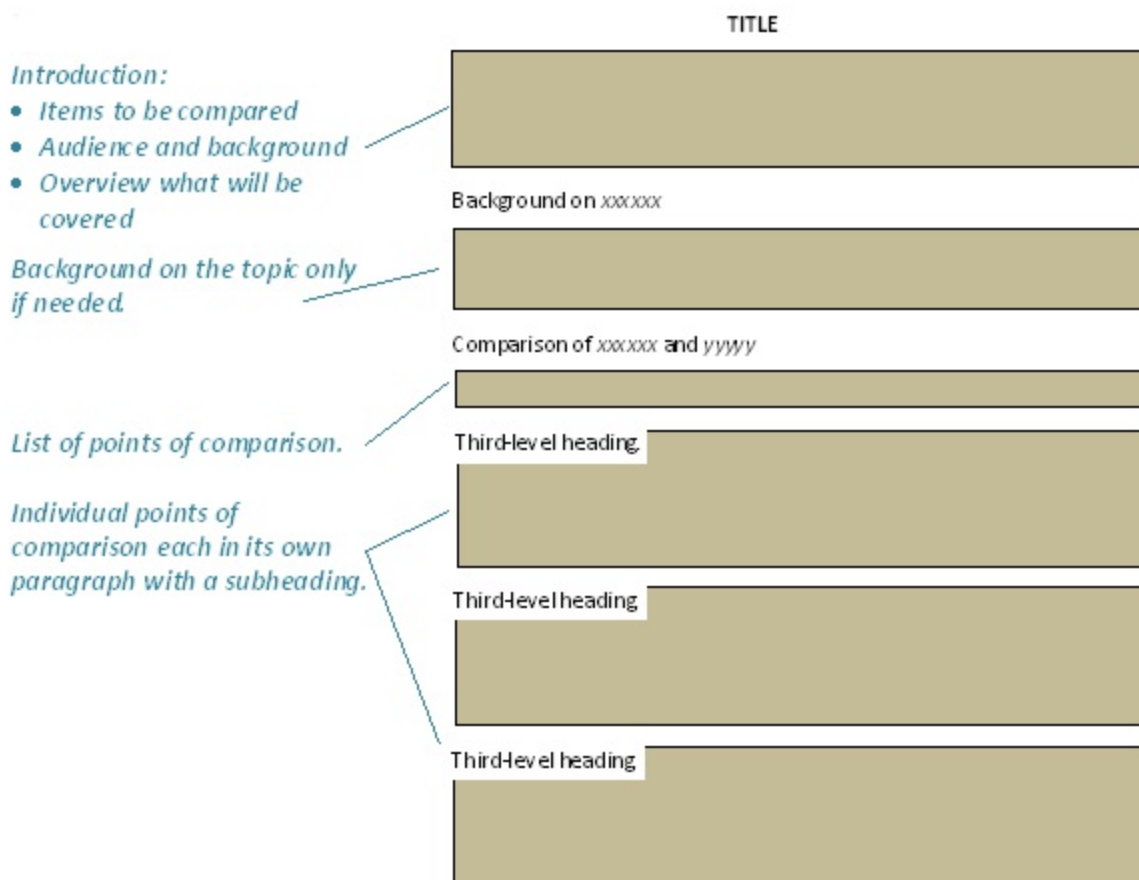 TITLE
Introduction:
• Items to be compared
• Audience and background
• Overview what will be
covered
Background on xxxxxx
Background on the topic only
if needed.
Comparison of xxxxxx and yyyyy
List of points of comparison.
Third-level heading.
Individual points of
comparison each in its own
paragraph with a subheading.
Third-level heading
Third-level heading